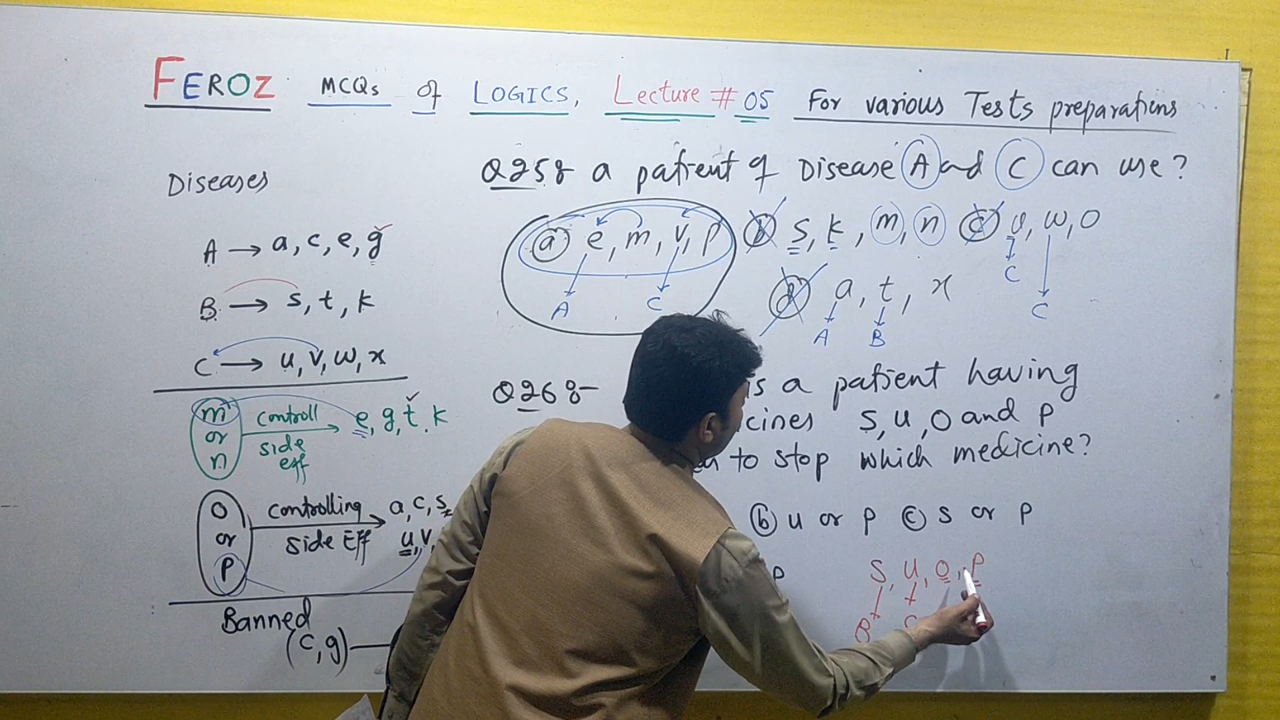 FEROZ MCQs of LOGICS, Lecture # 05 For various Tests preparations
Diseases
A → a, c, e, g
B → s, t, k
C → u, v, w, x
m or n controll side eff → e, g, t, k
O or P controlling side Eff → a, c, s
u, v,
Banned
(c, g)
Q25:- a patient of Disease A and C can use?
a e, m, v, p b s, k, m, n c v, w, o
A C C C
a, t, x
A B
Q26:- s a patient having
cines s, u, o and p
to stop which medicine?
b u or p c s or p
p
s, u, o, p
B C